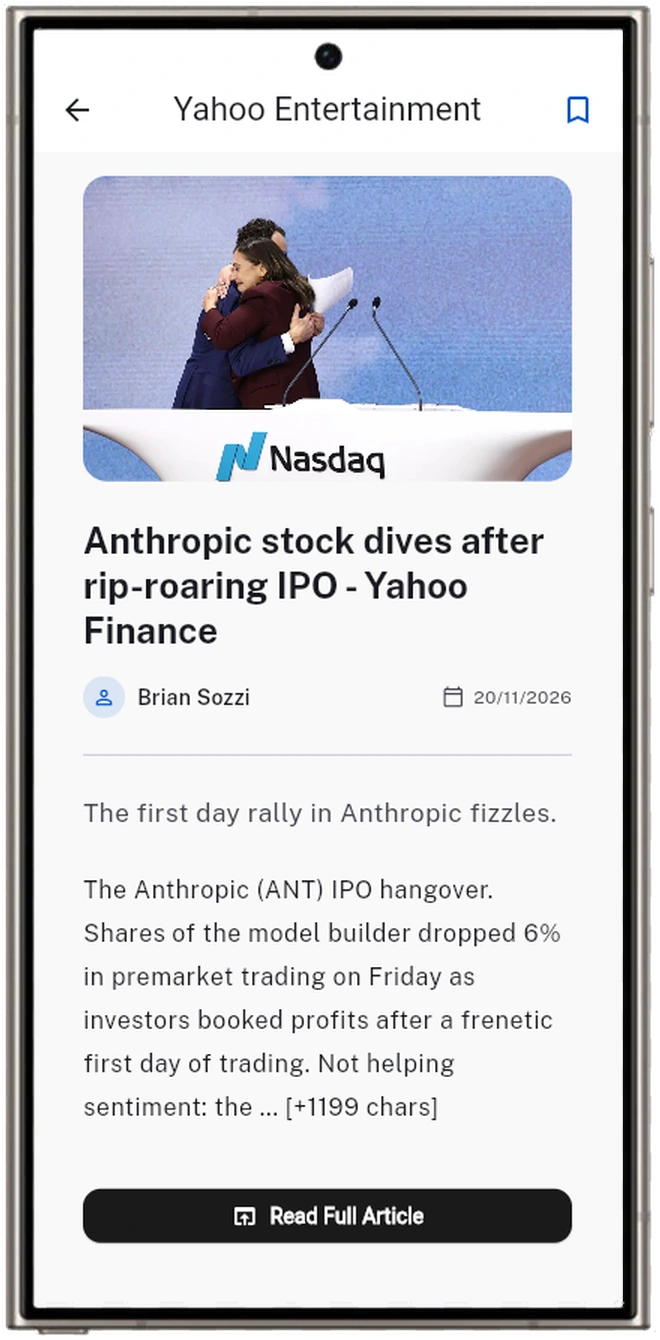 Yahoo Entertainment
Nasdaq
Anthropic stock dives after
rip-roaring IPO - Yahoo
Finance
Brian Sozzi
20/11/2026
The first day rally in Anthropic fizzles.
The Anthropic (ANT) IPO hangover.
Shares of the model builder dropped 6%
in premarket trading on Friday as
investors booked profits after a frenetic
first day of trading. Not helping
sentiment: the ... [+1199 chars]
Read Full Article